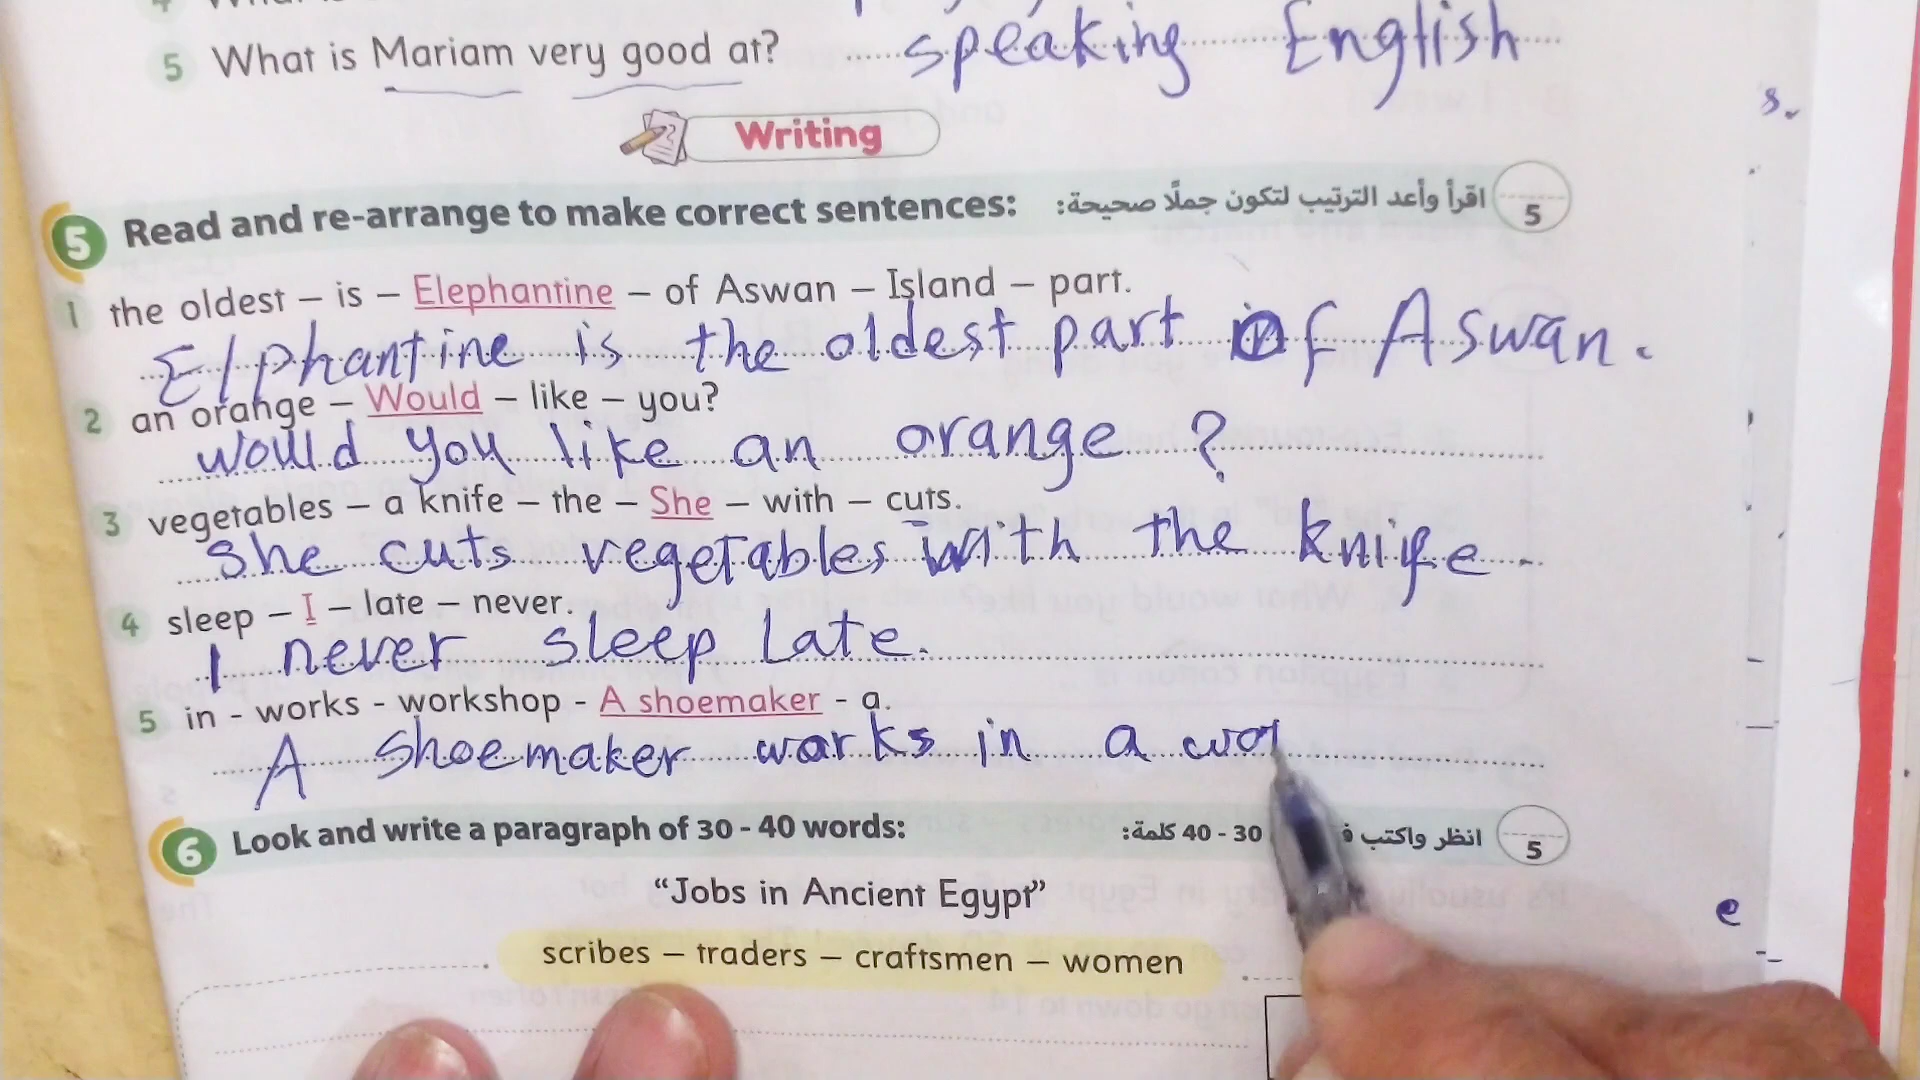 5 What is Mariam very good at? speaking English
s.
Writing
5 Read and re-arrange to make correct sentences: اقرأ وأعد الترتيب لتكون جملًا صحيحة: 5
1 the oldest – is – Elephantine – of Aswan – Island – part.
Elphantine is the oldest part of Aswan.
2 an orange – Would – like – you?
would you like an orange ?
3 vegetables – a knife – the – She – with – cuts.
She cuts vegetables with the knife
4 sleep – I – late – never.
I never sleep late.
5 in - works - workshop - A shoemaker - a.
A shoemaker works in a wor
6 Look and write a paragraph of 30 - 40 words: انظر واكتب 30 - 40 كلمة: 5
“Jobs in Ancient Egypt”
e
scribes – traders – craftsmen – women